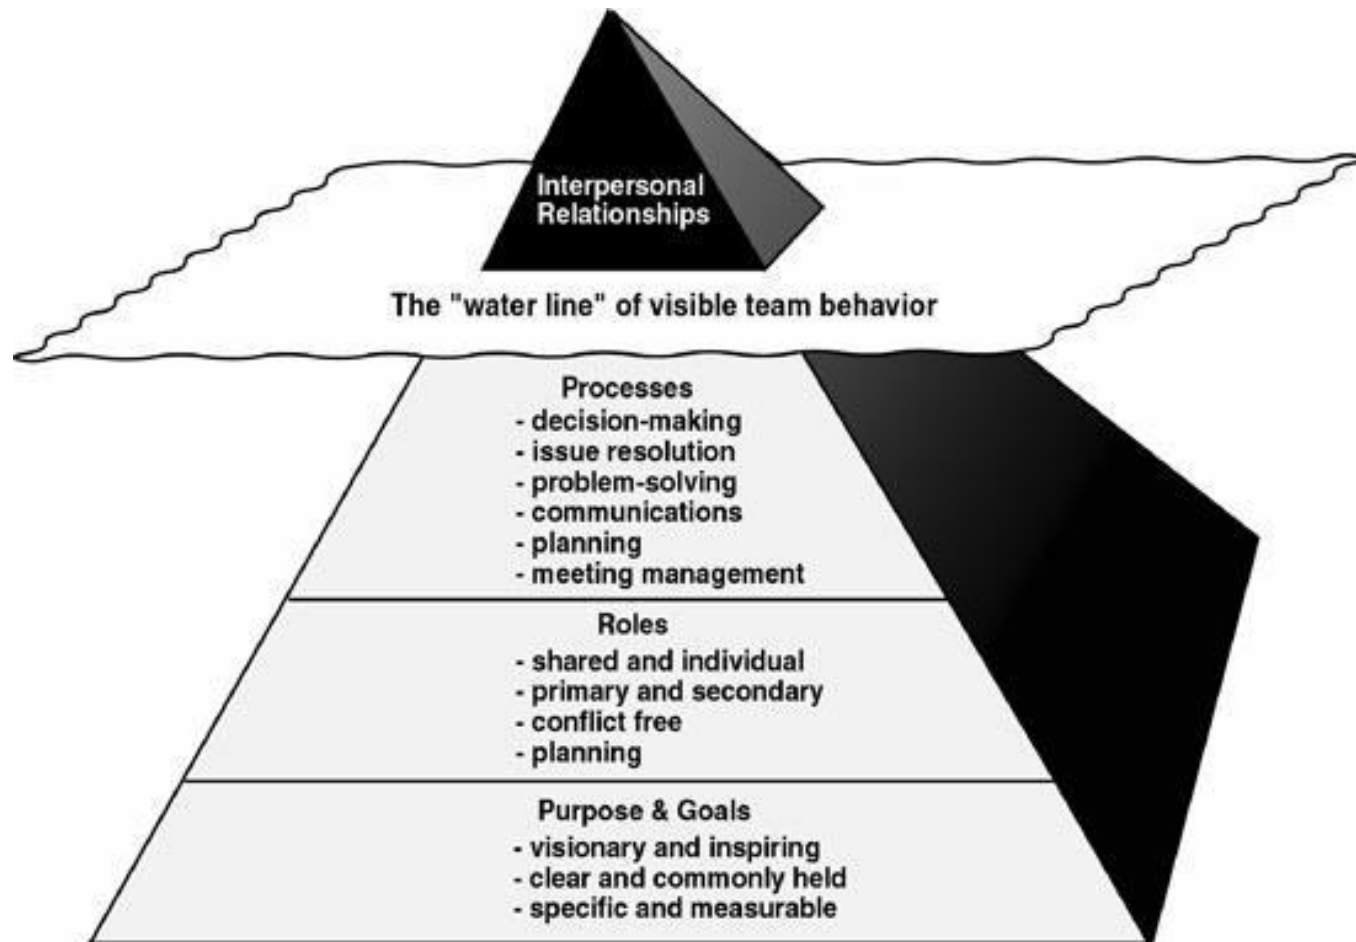 Interpersonal
Relationships
The "water line" of visible team behavior
Processes
- decision-making
- issue resolution
- problem-solving
- communications
- planning
- meeting management
Roles
- shared and individual
- primary and secondary
- conflict free
- planning
Purpose & Goals
- visionary and inspiring
- clear and commonly held
- specific and measurable